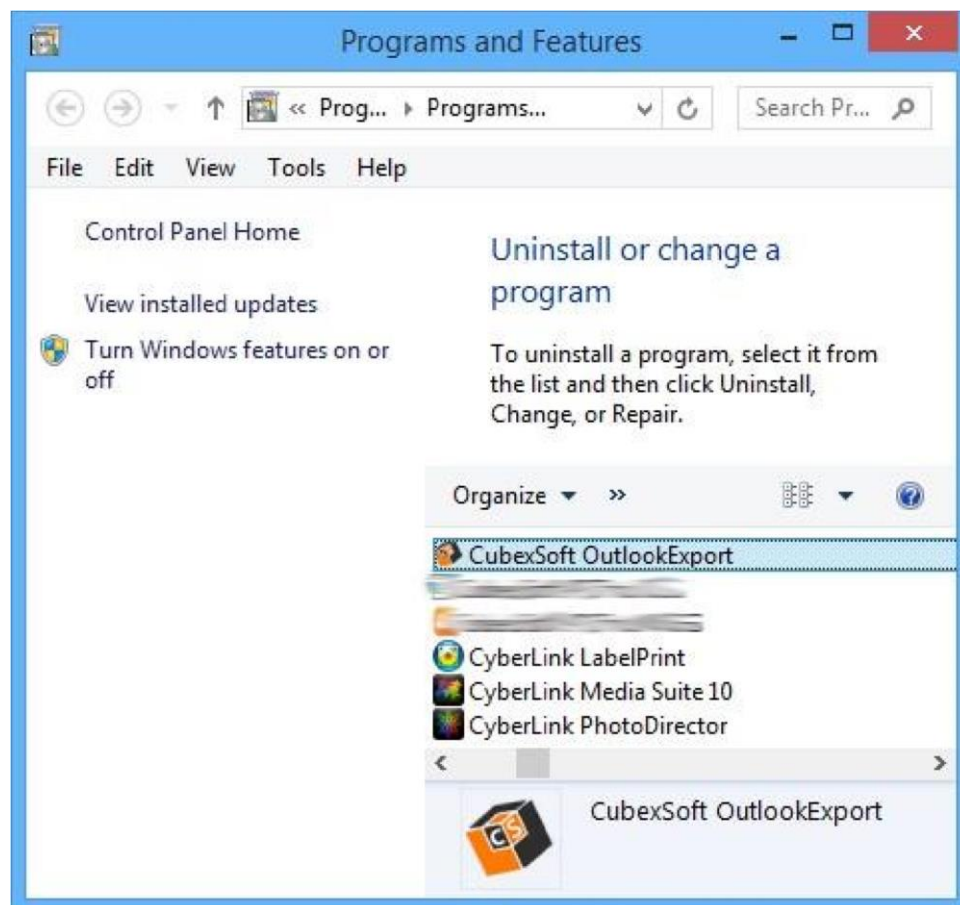 Programs and Features
« Prog... Programs...
Search Pr...
File Edit View Tools Help
Control Panel Home
View installed updates
Turn Windows features on or
off
Uninstall or change a
program
To uninstall a program, select it from
the list and then click Uninstall,
Change, or Repair.
Organize »
CubexSoft OutlookExport
CyberLink LabelPrint
CyberLink Media Suite 10
CyberLink PhotoDirector
CS
CubexSoft OutlookExport